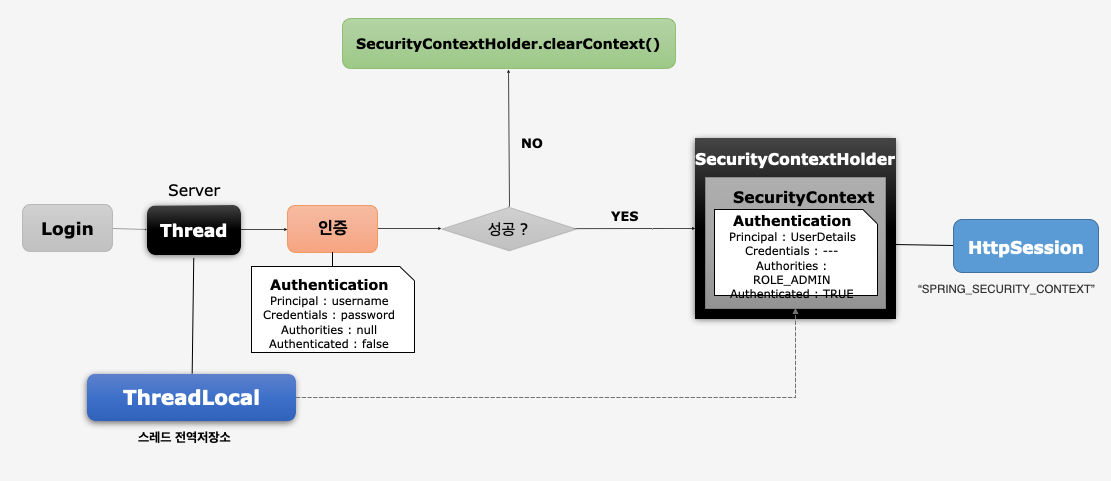 SecurityContextHolder.clearContext()
NO
SecurityContextHolder
SecurityContext
Authentication
Principal : UserDetails
Credentials : ---
Authorities :
ROLE_ADMIN
Authenticated : TRUE
Server
Login
Thread
인증
성공 ?
YES
HttpSession
“SPRING_SECURITY_CONTEXT”
Authentication
Principal : username
Credentials : password
Authorities : null
Authenticated : false
ThreadLocal
스레드 전역저장소